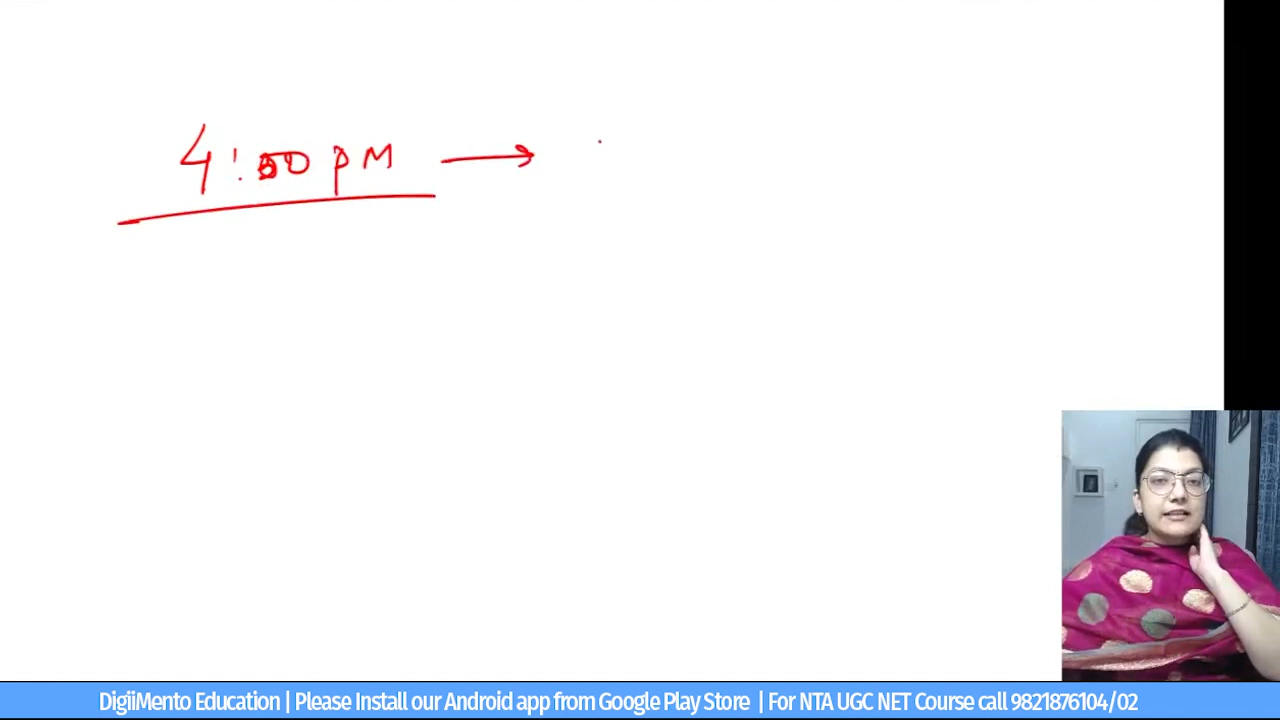 4:00 PM →
DigiiMento Education | Please Install our Android app from Google Play Store | For NTA UGC NET Course call 9821876104/02